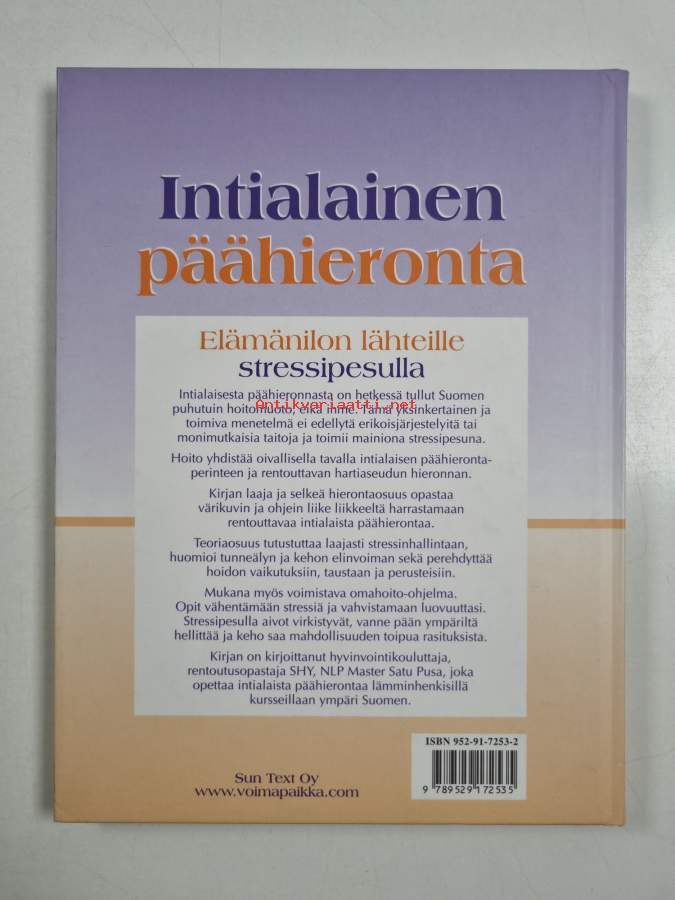 Intialainen
päähieronta
Elämänilon lähteille
stressipesulla
Intialaisesta päähieronnasta on hetkessä tullut Suomen
puhutuin hoitomuoto, eikä ihme. Tämä yksinkertainen ja
Antikvariaatti.net
toimiva menetelmä ei edellytä erikoisjärjestelyitä tai
monimutkaisia taitoja ja toimii mainiona stressipesuna.
Hoito yhdistää oivallisella tavalla intialaisen päähieronta-
perinteen ja rentouttavan hartiaseudun hieronnan.
Kirjan laaja ja selkeä hierontaosuus opastaa
värikuvin ja ohjein liike liikkeeltä harrastamaan
rentouttavaa intialaista päähierontaa.
Teoriaosuus tutustuttaa laajasti stressinhallintaan,
huomioi tunneälyn ja kehon elinvoiman sekä perehdyttää
hoidon vaikutuksiin, taustaan ja perusteisiin.
Mukana myös voimistava omahoito-ohjelma.
Opit vähentämään stressiä ja vahvistamaan luovuuttasi.
Stressipesulla aivot virkistyvät, vanne pään ympäriltä
hellittää ja keho saa mahdollisuuden toipua rasituksista.
Kirjan on kirjoittanut hyvinvointikouluttaja,
rentoutusopastaja SHY, NLP Master Satu Pusa, joka
opettaa intialaista päähierontaa lämminhenkisillä
kursseillaan ympäri Suomen.
ISBN 952-91-7253-2
9 789529 172535
Sun Text Oy
www.voimapaikka.com